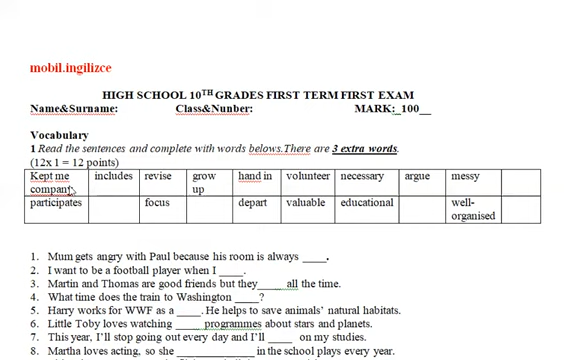 mobil.ingilizce
HIGH SCHOOL 10TH GRADES FIRST TERM FIRST EXAM
Name&Surname: Class&Nunber: MARK:_100__
Vocabulary
1 Read the sentences and complete with words belows.There are 3 extra words.
(12x 1 = 12 points)
Kept me company includes revise grow up hand in volunteer necessary argue messy
participates focus depart valuable educational well-organised
1. Mum gets angry with Paul because his room is always ____.
2. I want to be a football player when I ____.
3. Martin and Thomas are good friends but they____ all the time.
4. What time does the train to Washington ____?
5. Harry works for WWF as a ____. He helps to save animals' natural habitats.
6. Little Toby loves watching _____ programmes about stars and planets.
7. This year, I'll stop going out every day and I'll____ on my studies.
8. Martha loves acting, so she ____________ in the school plays every year.